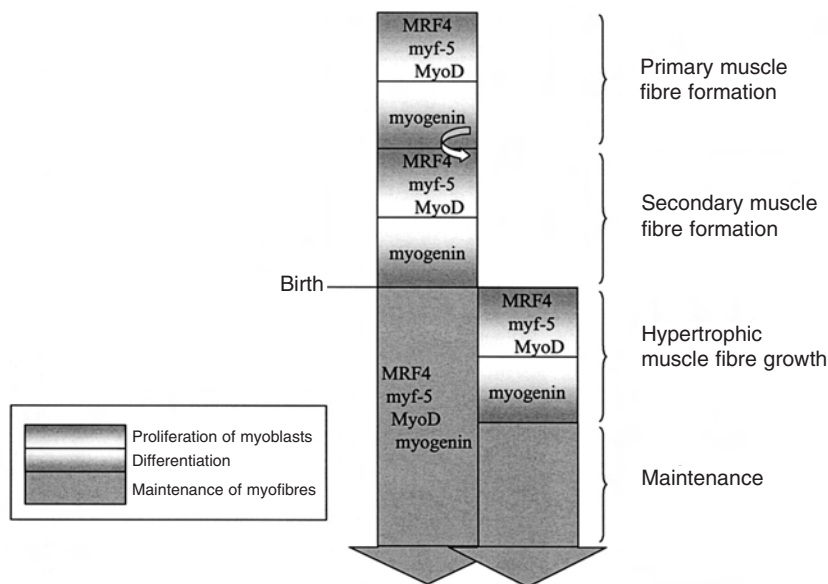 MRF4
myf-5
MyoD
Primary muscle
fibre formation
myogenin
MRF4
myf-5
MyoD
Secondary muscle
fibre formation
myogenin
Birth
MRF4
myf-5
MyoD
Hypertrophic
muscle fibre growth
myogenin
MRF4
myf-5
MyoD
myogenin
Maintenance
Proliferation of myoblasts
Differentiation
Maintenance of myofibres